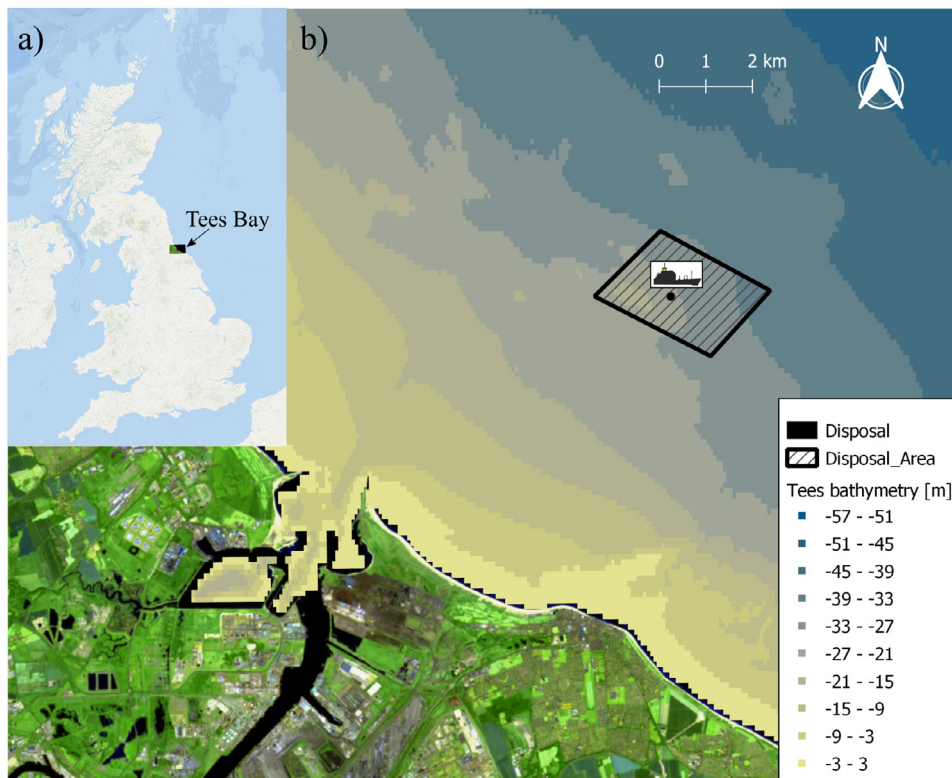 a)
Tees Bay
b)
0 1 2 km
N
Disposal
Disposal_Area
Tees bathymetry [m]
-57 - -51
-51 - -45
-45 - -39
-39 - -33
-33 - -27
-27 - -21
-21 - -15
-15 - -9
-9 - -3
-3 - 3